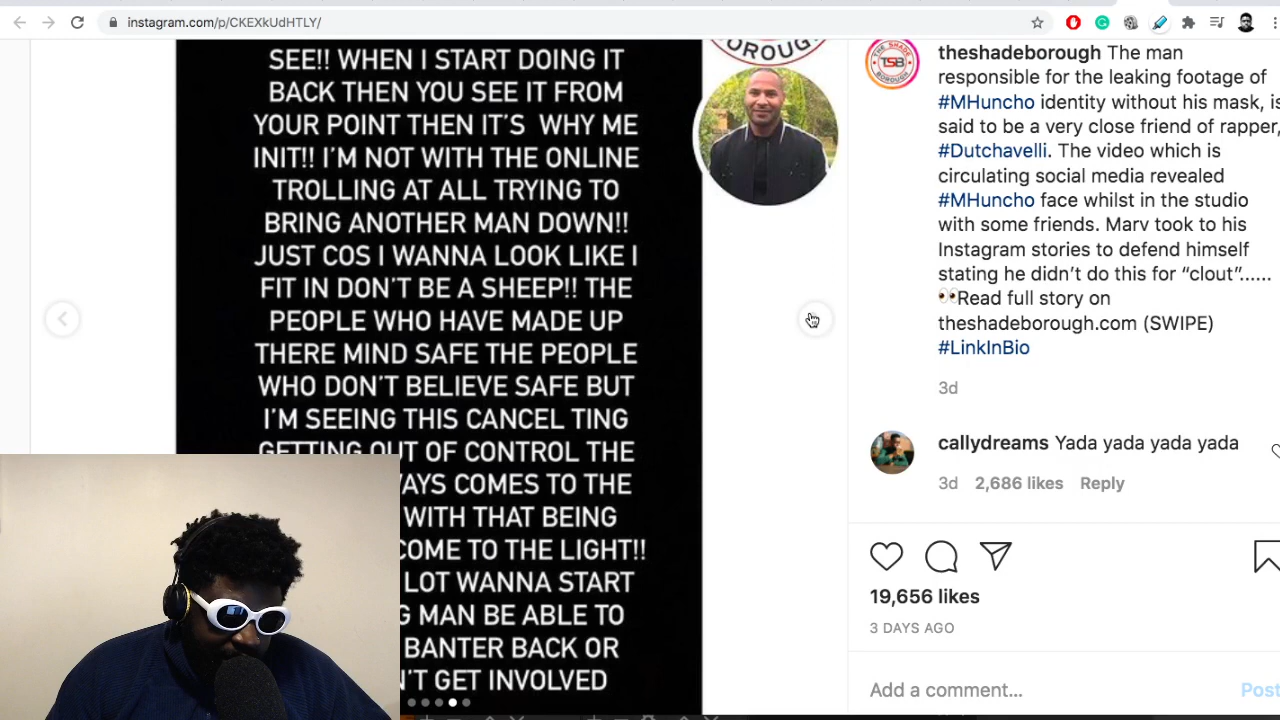 instagram.com/p/CKEXkUdHTLY/
SEE!! WHEN I START DOING IT
BACK THEN YOU SEE IT FROM
YOUR POINT THEN IT'S WHY ME
INIT!! I'M NOT WITH THE ONLINE
TROLLING AT ALL TRYING TO
BRING ANOTHER MAN DOWN!!
JUST COS I WANNA LOOK LIKE I
FIT IN DON'T BE A SHEEP!! THE
PEOPLE WHO HAVE MADE UP
THERE MIND SAFE THE PEOPLE
WHO DON'T BELIEVE SAFE BUT
I'M SEEING THIS CANCEL TING
GETTING OUT OF CONTROL THE
COMES TO THE
WITH THAT BEING
COME TO THE LIGHT!!
LOT WANNA START
MAN BE ABLE TO
BANTER BACK OR
GET INVOLVED
OROUGH
THE SHADE
TSB
BOROUGH
theshadeborough The man
responsible for the leaking footage of
#MHuncho identity without his mask, is
said to be a very close friend of rapper,
#Dutchavelli. The video which is
circulating social media revealed
#MHuncho face whilst in the studio
with some friends. Marv took to his
Instagram stories to defend himself
stating he didn't do this for “clout”......
👀Read full story on
theshadeborough.com (SWIPE)
#LinkInBio
3d
callydreams Yada yada yada yada
3d 2,686 likes Reply
19,656 likes
3 DAYS AGO
Add a comment... Post